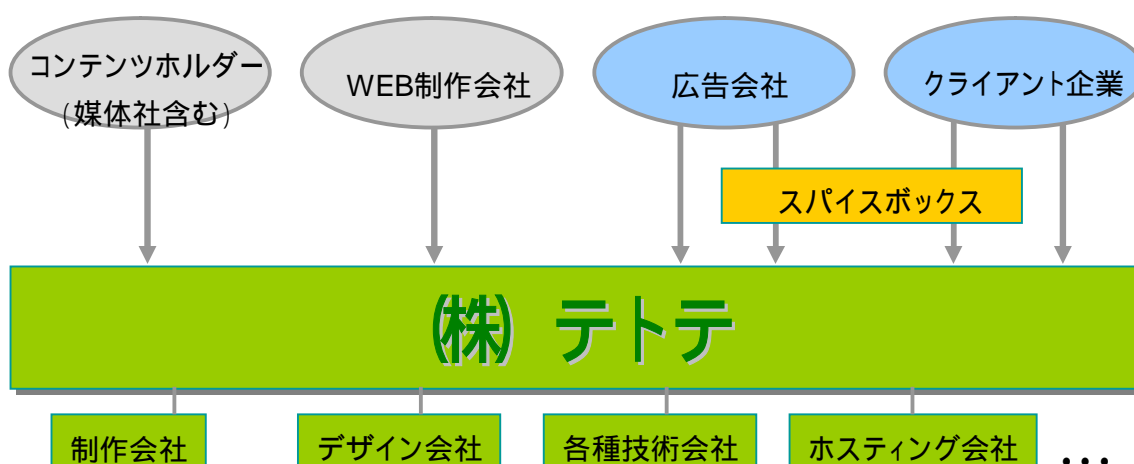 コンテンツホルダー
(媒体社含む)
WEB制作会社
広告会社
クライアント企業
スパイスボックス
㈱ テトテ
制作会社
デザイン会社
各種技術会社
ホスティング会社
...